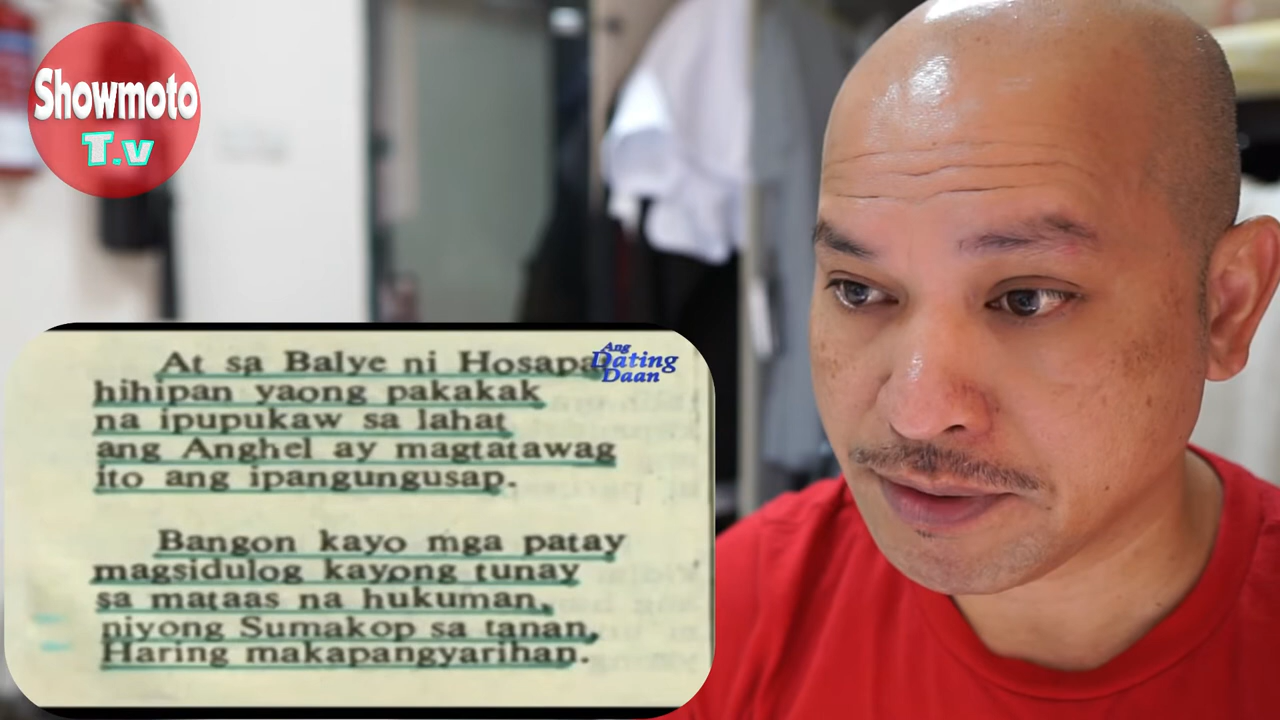 Showmoto
T.v
Ang
Dating
Daan
At sa Balye ni Hosapa
hihipan yaong pakakak
na ipupukaw sa lahat
ang Anghel ay magtatawag
ito ang ipangungusap.
Bangon kayo mga patay
magsidulog kayong tunay
sa mataas na hukuman,
niyong Sumakop sa tanan,
Haring makapangyarihan.